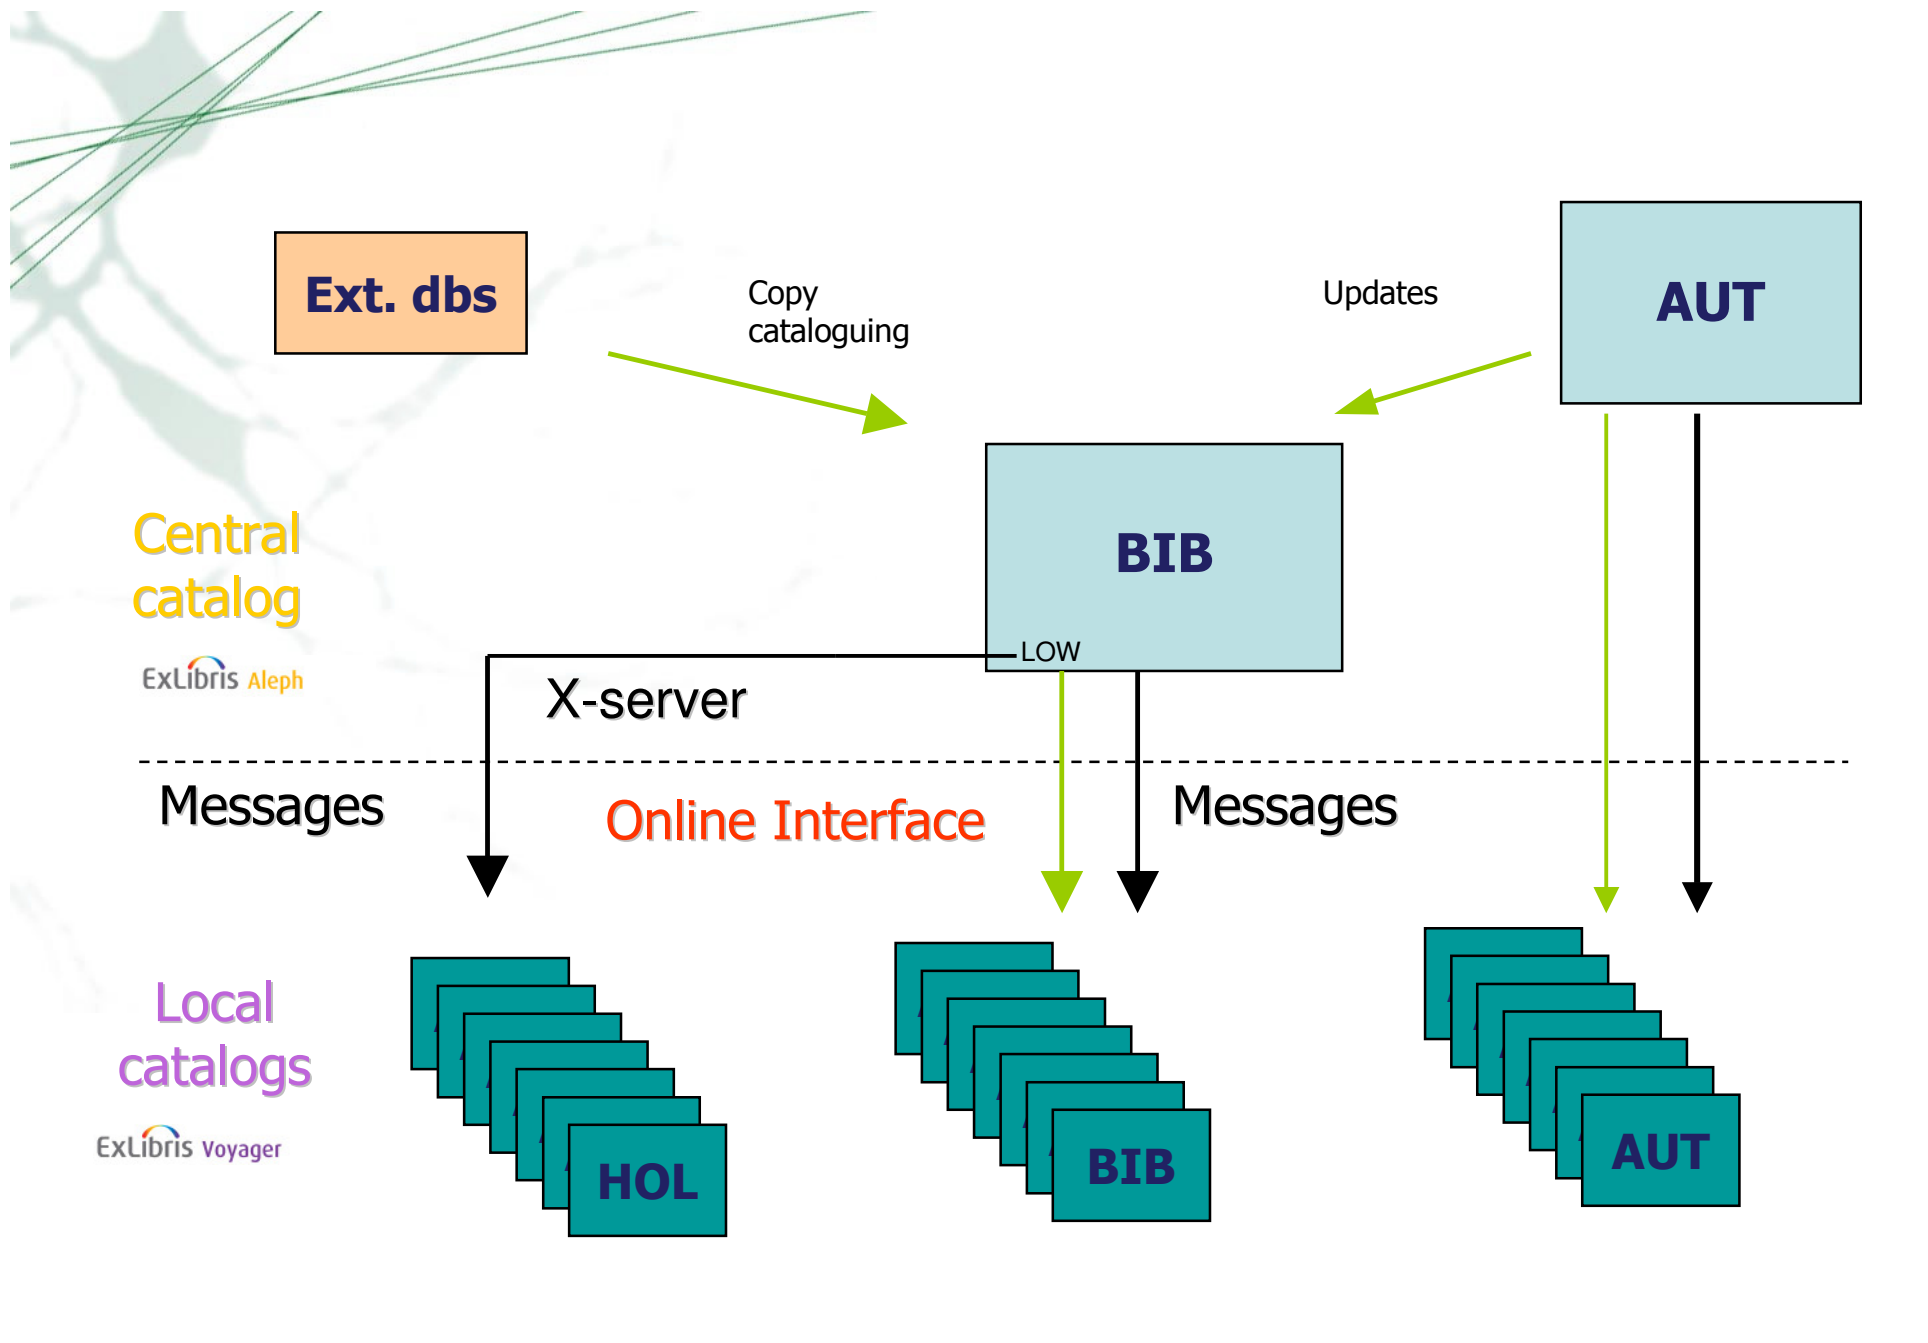 Ext. dbs
Copy
cataloguing
Updates
AUT
BIB
Central
catalog
ExLibris Aleph
LOW
X-server
Messages
Online Interface
Messages
Local
catalogs
ExLibris Voyager
HOL
BIB
AUT